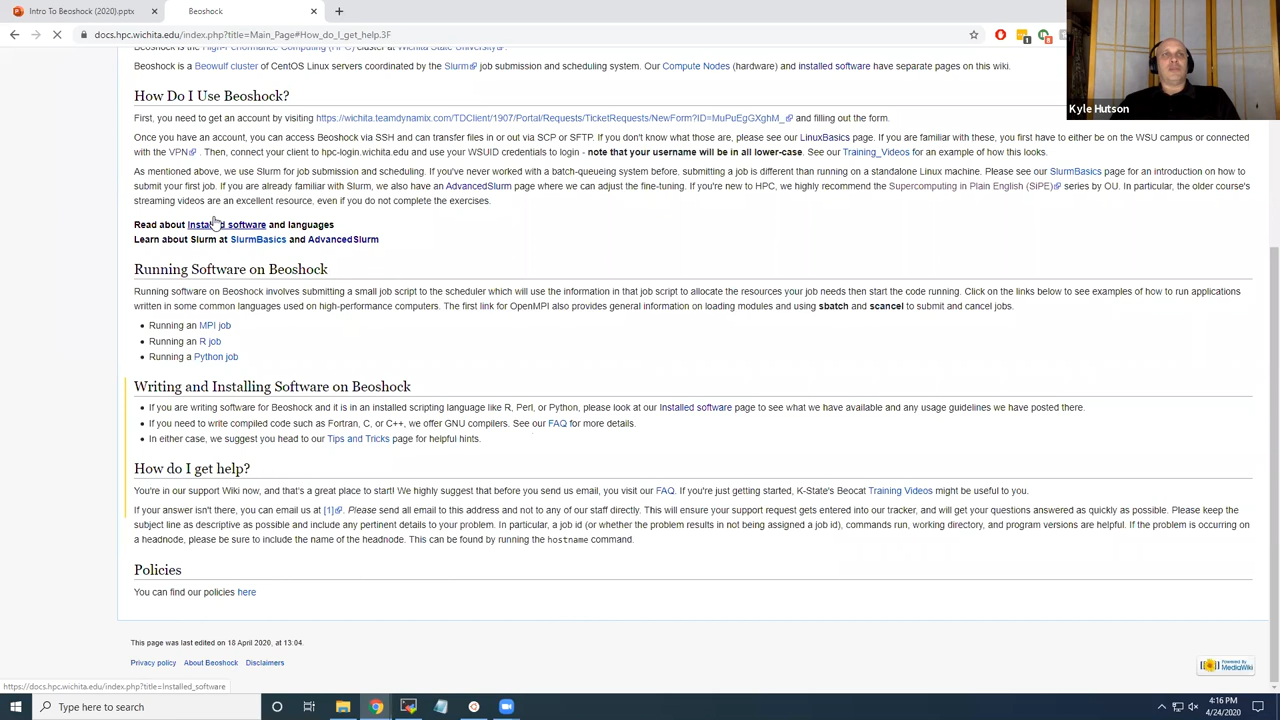 Intro To Beoshock (2020).pptx
Beoshock
docs.hpc.wichita.edu/index.php?title=Main_Page#How_do_I_get_help.3F
Kyle Hutson
Beoshock is the High-Performance Computing (HPC) cluster at Wichita State University.
Beoshock is a Beowulf cluster of CentOS Linux servers coordinated by the Slurm job submission and scheduling system. Our Compute Nodes (hardware) and installed software have separate pages on this wiki.
How Do I Use Beoshock?
First, you need to get an account by visiting https://wichita.teamdynamix.com/TDClient/1907/Portal/Requests/TicketRequests/NewForm?ID=MuPuEgGXghM_ and filling out the form.
Once you have an account, you can access Beoshock via SSH and can transfer files in or out via SCP or SFTP. If you don't know what those are, please see our LinuxBasics page. If you are familiar with these, you first have to either be on the WSU campus or connected
with the VPN . Then, connect your client to hpc-login.wichita.edu and use your WSUID credentials to login - note that your username will be in all lower-case. See our Training_Videos for an example of how this looks.
As mentioned above, we use Slurm for job submission and scheduling. If you've never worked with a batch-queueing system before. submitting a job is different than running on a standalone Linux machine. Please see our SlurmBasics page for an introduction on how to
submit your first job. If you are already familiar with Slurm, we also have an AdvancedSlurm page where we can adjust the fine-tuning. If you're new to HPC, we highly recommend the Supercomputing in Plain English (SiPE) series by OU. In particular, the older course's
streaming videos are an excellent resource, even if you do not complete the exercises.
Read about Installed software and languages
Learn about Slurm at SlurmBasics and AdvancedSlurm
Running Software on Beoshock
Running software on Beoshock involves submitting a small job script to the scheduler which will use the information in that job script to allocate the resources your job needs then start the code running. Click on the links below to see examples of how to run applications
written in some common languages used on high-performance computers. The first link for OpenMPI also provides general information on loading modules and using sbatch and scancel to submit and cancel jobs.
• Running an MPI job
• Running an R job
• Running a Python job
Writing and Installing Software on Beoshock
• If you are writing software for Beoshock and it is in an installed scripting language like R, Perl, or Python, please look at our Installed software page to see what we have available and any usage guidelines we have posted there.
• If you need to write compiled code such as Fortran, C, or C++, we offer GNU compilers. See our FAQ for more details.
• In either case, we suggest you head to our Tips and Tricks page for helpful hints.
How do I get help?
You're in our support Wiki now, and that's a great place to start! We highly suggest that before you send us email, you visit our FAQ. If you're just getting started, K-State's Beocat Training Videos might be useful to you.
If your answer isn't there, you can email us at [1]. Please send all email to this address and not to any of our staff directly. This will ensure your support request gets entered into our tracker, and will get your questions answered as quickly as possible. Please keep the
subject line as descriptive as possible and include any pertinent details to your problem. In particular, a job id (or whether the problem results in not being assigned a job id), commands run, working directory, and program versions are helpful. If the problem is occurring on
a headnode, please be sure to include the name of the headnode. This can be found by running the hostname command.
Policies
You can find our policies here
This page was last edited on 18 April 2020, at 13:04.
Privacy policy About Beoshock Disclaimers
Powered By MediaWiki
https://docs.hpc.wichita.edu/index.php?title=Installed_software
Type here to search
4:16 PM
4/24/2020